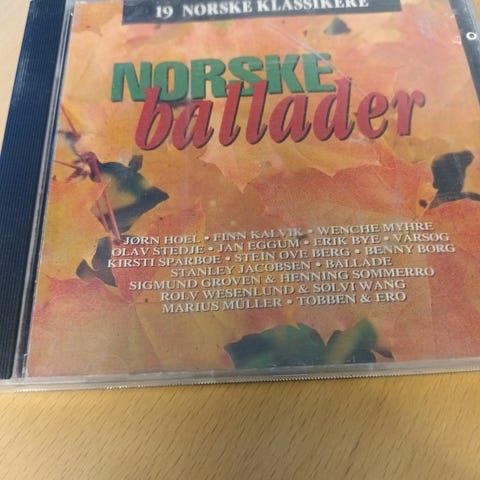 19 NORSKE KLASSIKERE
NORSKE
ballader
JØRN HOEL • FINN KALVIK • WENCHE MYHRE
OLAV STEDJE • JAN EGGUM • ERIK BYE • VÅRSØG
KIRSTI SPARBOE • STEIN OVE BERG • BENNY BORG
STANLEY JACOBSEN • BALLADE
SIGMUND GROVEN & HENNING SOMMERRO
ROLV WESENLUND & SØLVI WANG
MARIUS MÜLLER • TOBBEN & ERO